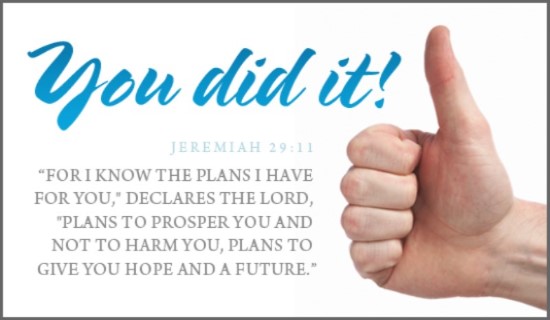 You did it!
JEREMIAH 29:11
“FOR I KNOW THE PLANS I HAVE
FOR YOU," DECLARES THE LORD,
"PLANS TO PROSPER YOU AND
NOT TO HARM YOU, PLANS TO
GIVE YOU HOPE AND A FUTURE.”